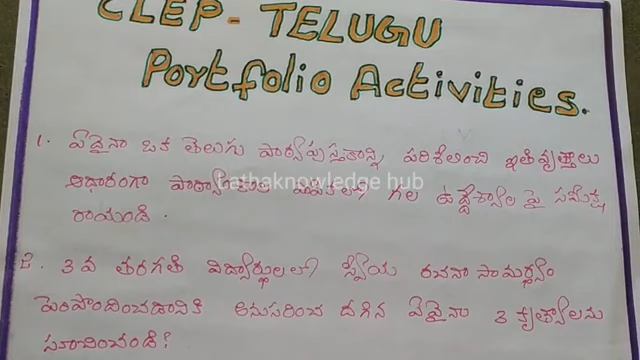 CLEP - TELUGU
Portfolio Activities.
1. ఏదైనా ఒక తెలుగు పాఠ్యపుస్తకాన్ని పరిశీలించి ఇతివృత్తాలు
ఆధారంగా పాఠ్యాంశాల గల ఉద్దేశ్యాల పై సమీక్ష
రాయండి.
Lathaknowledge hub
2. 3వ తరగతి విద్యార్థులలో స్వీయ రచనా సామర్థ్యం
పెంపొందించడానికి అనుసరించ దగిన ఏవైనా 3 కృత్యాలను
సూచించండి?